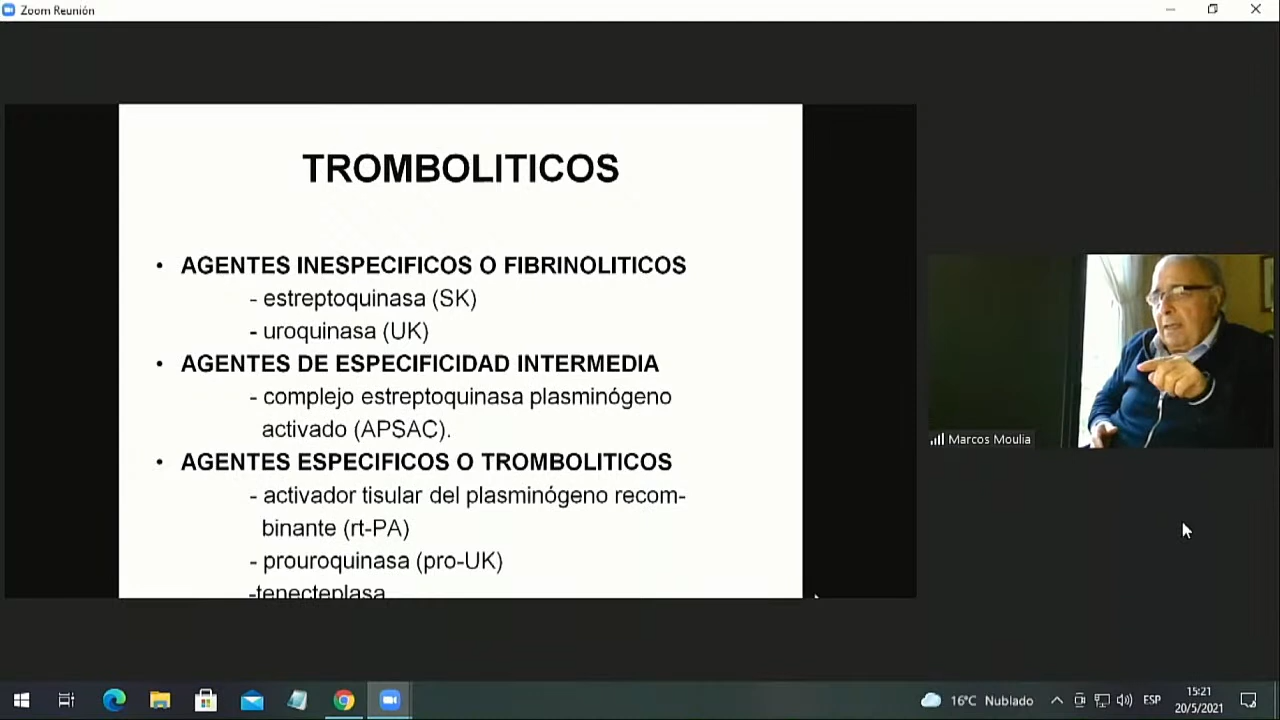 Zoom Reunión
TROMBOLITICOS
• AGENTES INESPECIFICOS O FIBRINOLITICOS
- estreptoquinasa (SK)
- uroquinasa (UK)
• AGENTES DE ESPECIFICIDAD INTERMEDIA
- complejo estreptoquinasa plasminógeno
activado (APSAC).
• AGENTES ESPECIFICOS O TROMBOLITICOS
- activador tisular del plasminógeno recom-
binante (rt-PA)
- prouroquinasa (pro-UK)
-tenecteplasa
Marcos Moulia
16°C Nublado
ESP
15:21
20/5/2021